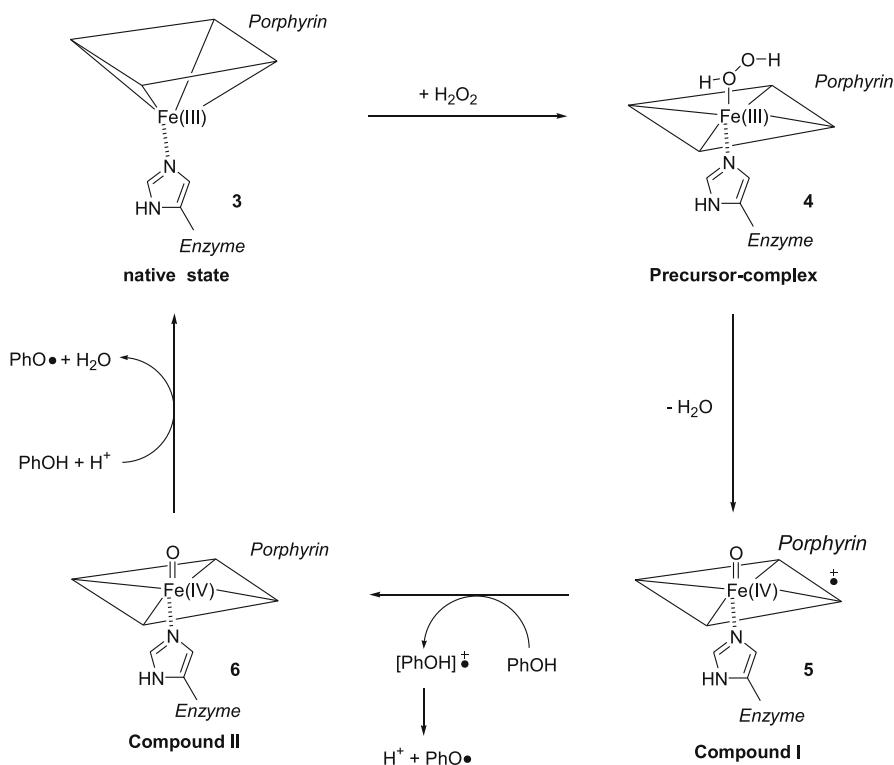 Porphyrin
Fe(III)
N
HN
3
Enzyme
native state
+ H₂O₂
H O O H
Porphyrin
Fe(III)
N
HN
4
Enzyme
Precursor-complex
- H₂O
PhO● + H₂O
PhOH + H⁺
O
Porphyrin
Fe(IV)
N
HN
6
Enzyme
Compound II
[PhOH]●+ PhOH
H⁺ + PhO●
O
Porphyrin
●+
Fe(IV)
N
HN
5
Enzyme
Compound I